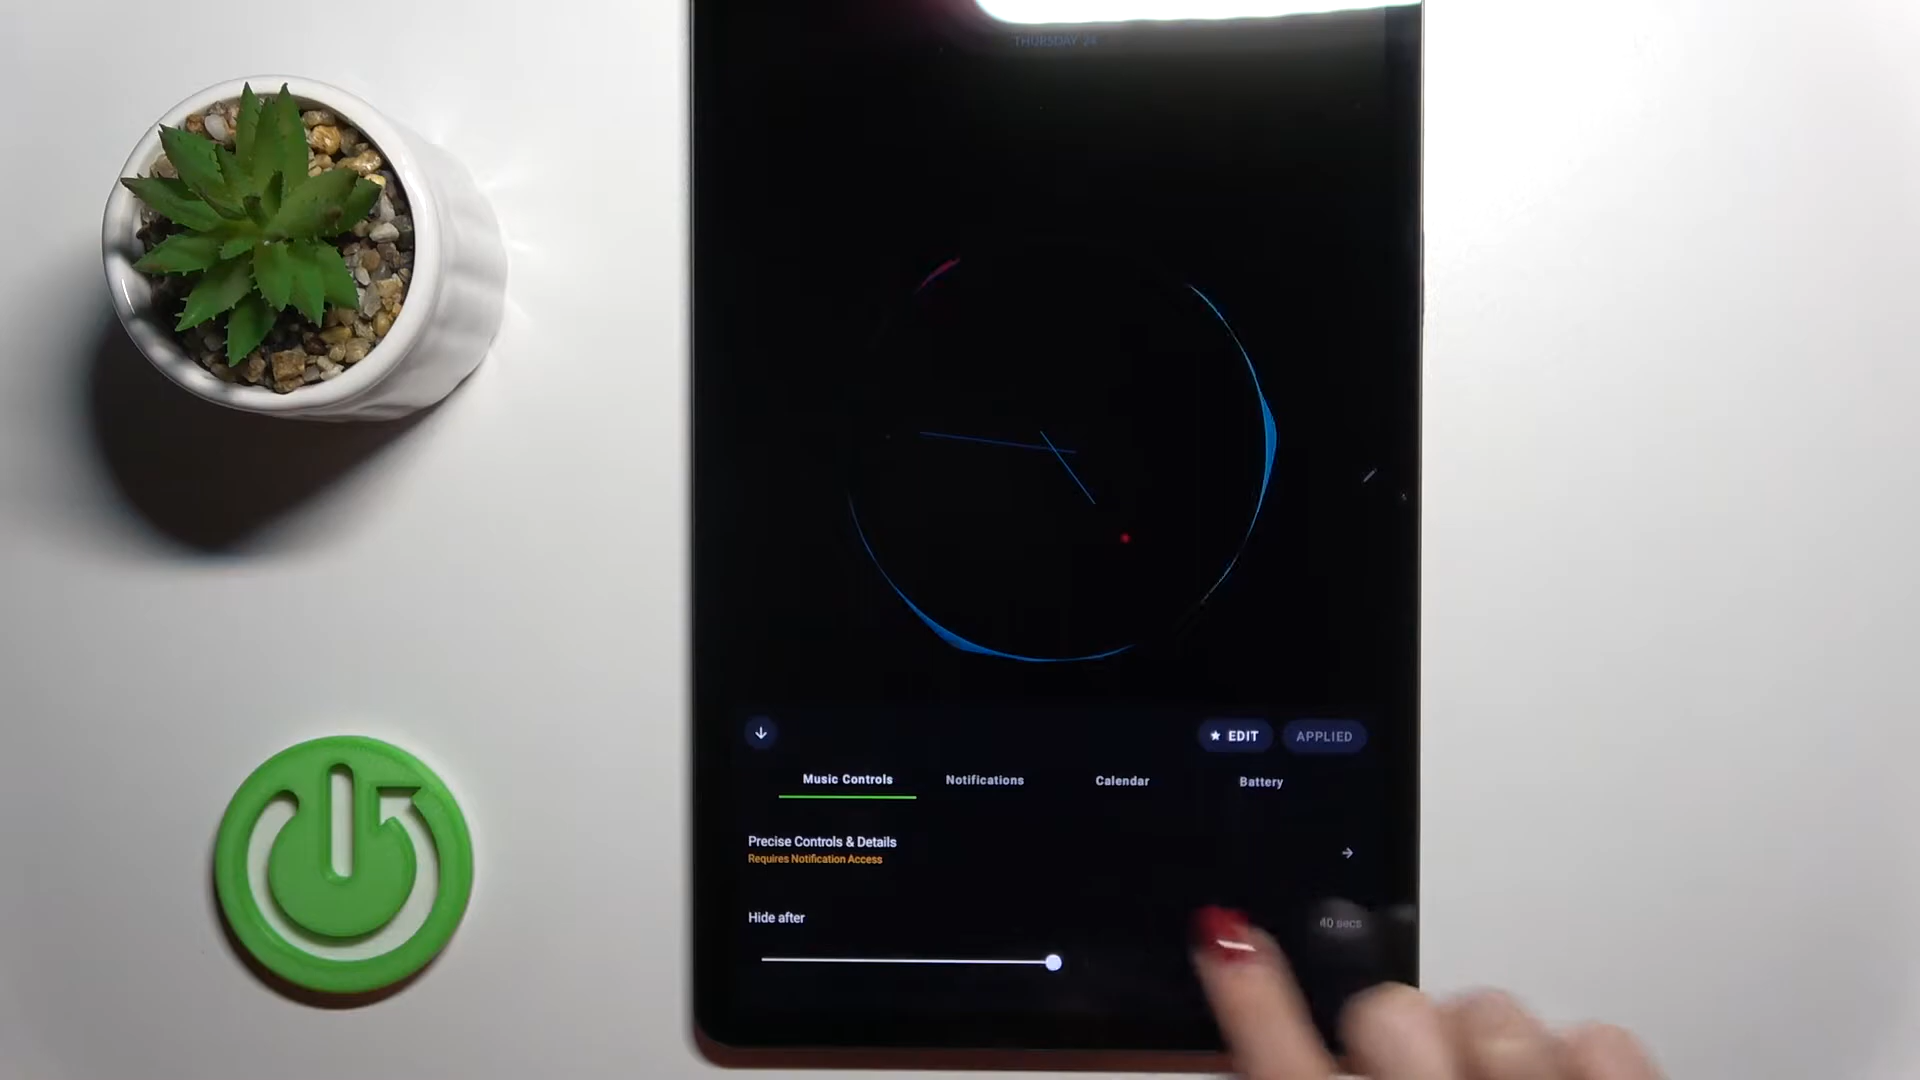 THURSDAY 24
★ EDIT
APPLIED
Music Controls
Notifications
Calendar
Battery
Precise Controls & Details
Requires Notification Access
Hide after
40 secs